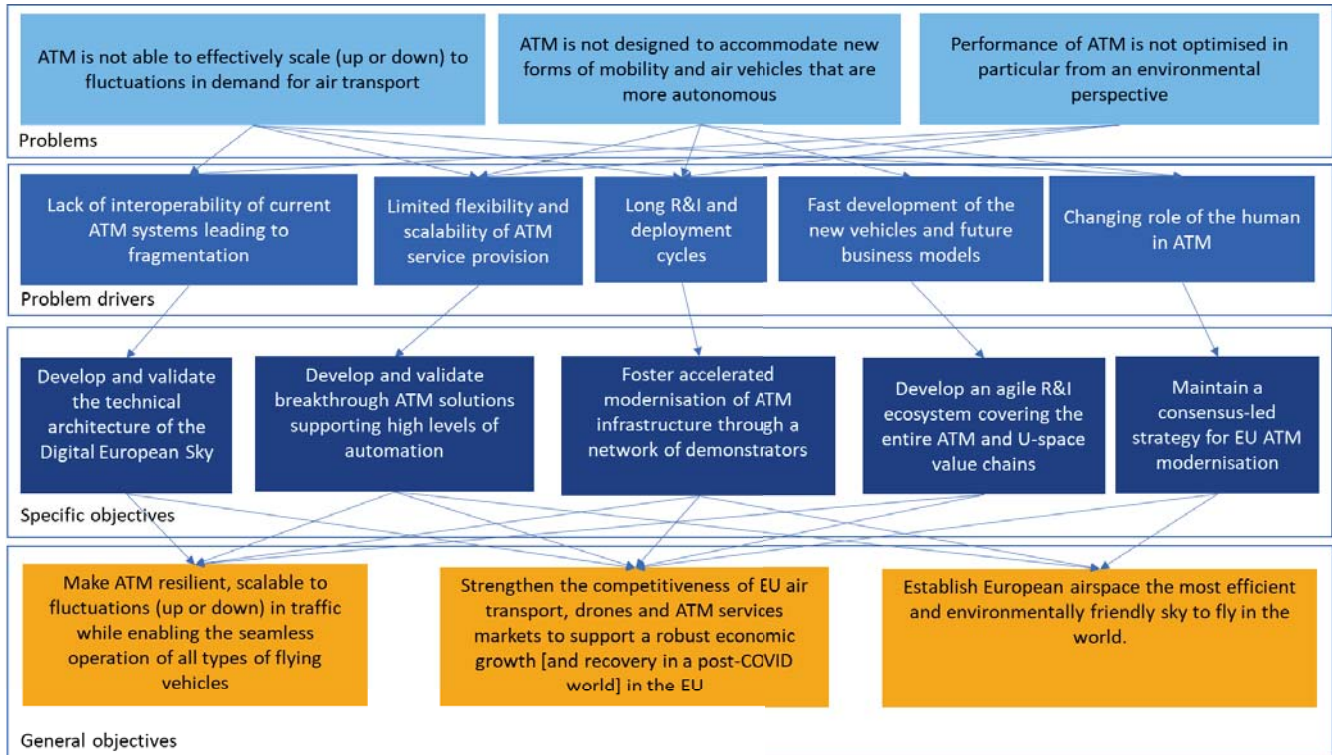 ATM is not able to effectively scale (up or down) to
fluctuations in demand for air transport
ATM is not designed to accommodate new
forms of mobility and air vehicles that are
more autonomous
Performance of ATM is not optimised in
particular from an environmental
perspective
Problems
Lack of interoperability of current
ATM systems leading to
fragmentation
Limited flexibility and
scalability of ATM
service provision
Long R&I and
deployment
cycles
Fast development of the
new vehicles and future
business models
Changing role of the human
in ATM
Problem drivers
Develop and validate
the technical
architecture of the
Digital European Sky
Develop and validate
breakthrough ATM solutions
supporting high levels of
automation
Foster accelerated
modernisation of ATM
infrastructure through a
network of demonstrators
Develop an agile R&I
ecosystem covering the
entire ATM and U-space
value chains
Maintain a
consensus-led
strategy for EU ATM
modernisation
Specific objectives
Make ATM resilient, scalable to
fluctuations (up or down) in traffic
while enabling the seamless
operation of all types of flying
vehicles
Strengthen the competitiveness of EU air
transport, drones and ATM services
markets to support a robust economic
growth [and recovery in a post-COVID
world] in the EU
Establish European airspace the most efficient
and environmentally friendly sky to fly in the
world.
General objectives